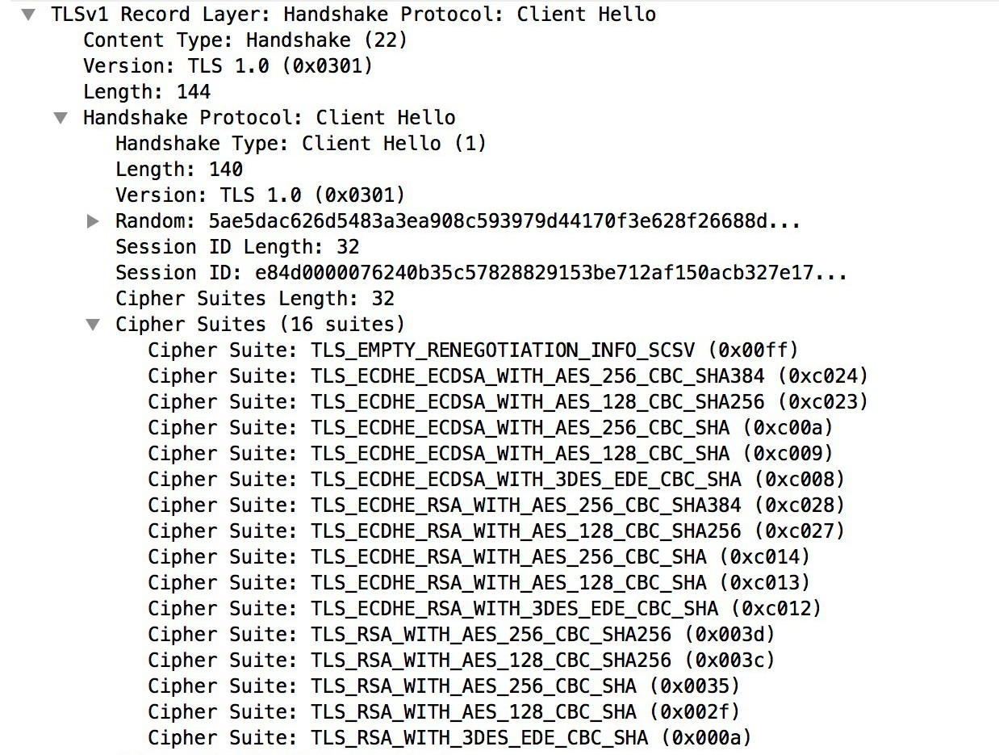 TLSv1 Record Layer: Handshake Protocol: Client Hello
Content Type: Handshake (22)
Version: TLS 1.0 (0x0301)
Length: 144
Handshake Protocol: Client Hello
Handshake Type: Client Hello (1)
Length: 140
Version: TLS 1.0 (0x0301)
Random: 5ae5dac626d5483a3ea908c593979d44170f3e628f26688d...
Session ID Length: 32
Session ID: e84d0000076240b35c57828829153be712af150acb327e17...
Cipher Suites Length: 32
Cipher Suites (16 suites)
Cipher Suite: TLS_EMPTY_RENEGOTIATION_INFO_SCSV (0x00ff)
Cipher Suite: TLS_ECDHE_ECDSA_WITH_AES_256_CBC_SHA384 (0xc024)
Cipher Suite: TLS_ECDHE_ECDSA_WITH_AES_128_CBC_SHA256 (0xc023)
Cipher Suite: TLS_ECDHE_ECDSA_WITH_AES_256_CBC_SHA (0xc00a)
Cipher Suite: TLS_ECDHE_ECDSA_WITH_AES_128_CBC_SHA (0xc009)
Cipher Suite: TLS_ECDHE_ECDSA_WITH_3DES_EDE_CBC_SHA (0xc008)
Cipher Suite: TLS_ECDHE_RSA_WITH_AES_256_CBC_SHA384 (0xc028)
Cipher Suite: TLS_ECDHE_RSA_WITH_AES_128_CBC_SHA256 (0xc027)
Cipher Suite: TLS_ECDHE_RSA_WITH_AES_256_CBC_SHA (0xc014)
Cipher Suite: TLS_ECDHE_RSA_WITH_AES_128_CBC_SHA (0xc013)
Cipher Suite: TLS_ECDHE_RSA_WITH_3DES_EDE_CBC_SHA (0xc012)
Cipher Suite: TLS_RSA_WITH_AES_256_CBC_SHA256 (0x003d)
Cipher Suite: TLS_RSA_WITH_AES_128_CBC_SHA256 (0x003c)
Cipher Suite: TLS_RSA_WITH_AES_256_CBC_SHA (0x0035)
Cipher Suite: TLS_RSA_WITH_AES_128_CBC_SHA (0x002f)
Cipher Suite: TLS_RSA_WITH_3DES_EDE_CBC_SHA (0x000a)